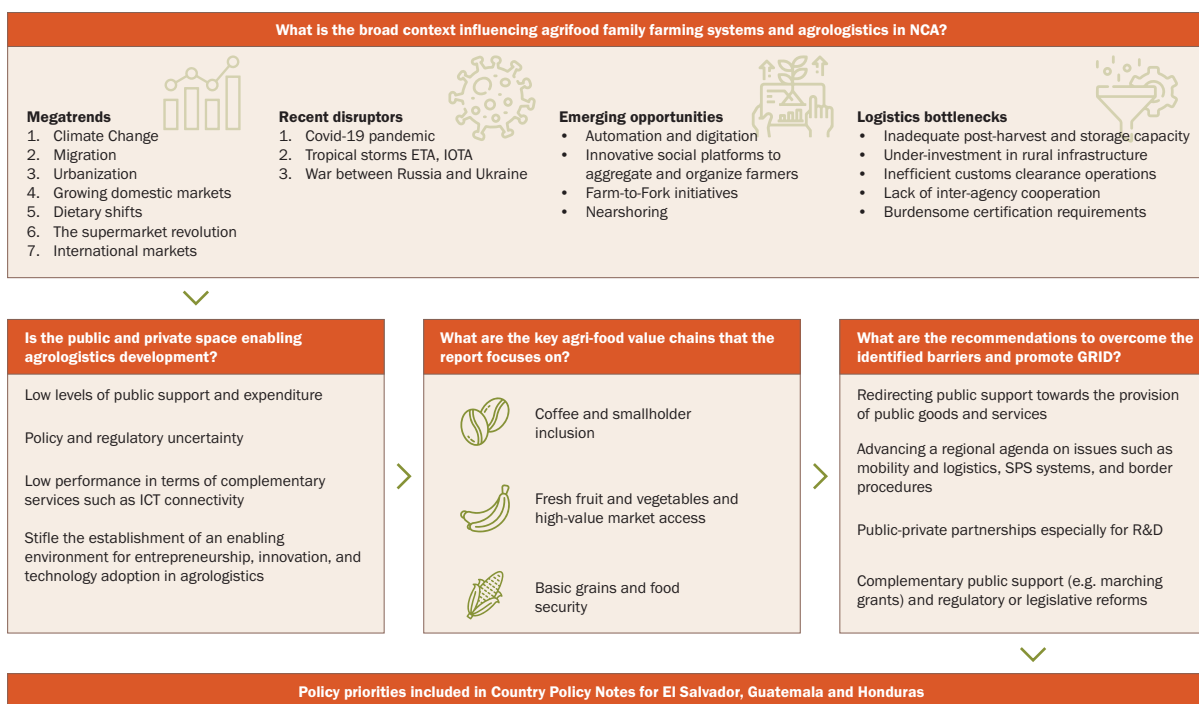 What is the broad context influencing agrifood family farming systems and agrologistics in NCA?
Megatrends
1. Climate Change
2. Migration
3. Urbanization
4. Growing domestic markets
5. Dietary shifts
6. The supermarket revolution
7. International markets
Recent disruptors
1. Covid-19 pandemic
2. Tropical storms ETA, IOTA
3. War between Russia and Ukraine
Emerging opportunities
• Automation and digitation
• Innovative social platforms to
aggregate and organize farmers
• Farm-to-Fork initiatives
• Nearshoring
Logistics bottlenecks
• Inadequate post-harvest and storage capacity
• Under-investment in rural infrastructure
• Inefficient customs clearance operations
• Lack of inter-agency cooperation
• Burdensome certification requirements
Is the public and private space enabling
agrologistics development?
Low levels of public support and expenditure
Policy and regulatory uncertainty
Low performance in terms of complementary
services such as ICT connectivity
Stifle the establishment of an enabling
environment for entrepreneurship, innovation, and
technology adoption in agrologistics
What are the key agri-food value chains that the
report focuses on?
Coffee and smallholder
inclusion
Fresh fruit and vegetables and
high-value market access
Basic grains and food
security
What are the recommendations to overcome the
identified barriers and promote GRID?
Redirecting public support towards the provision
of public goods and services
Advancing a regional agenda on issues such as
mobility and logistics, SPS systems, and border
procedures
Public-private partnerships especially for R&D
Complementary public support (e.g. marching
grants) and regulatory or legislative reforms
Policy priorities included in Country Policy Notes for El Salvador, Guatemala and Honduras